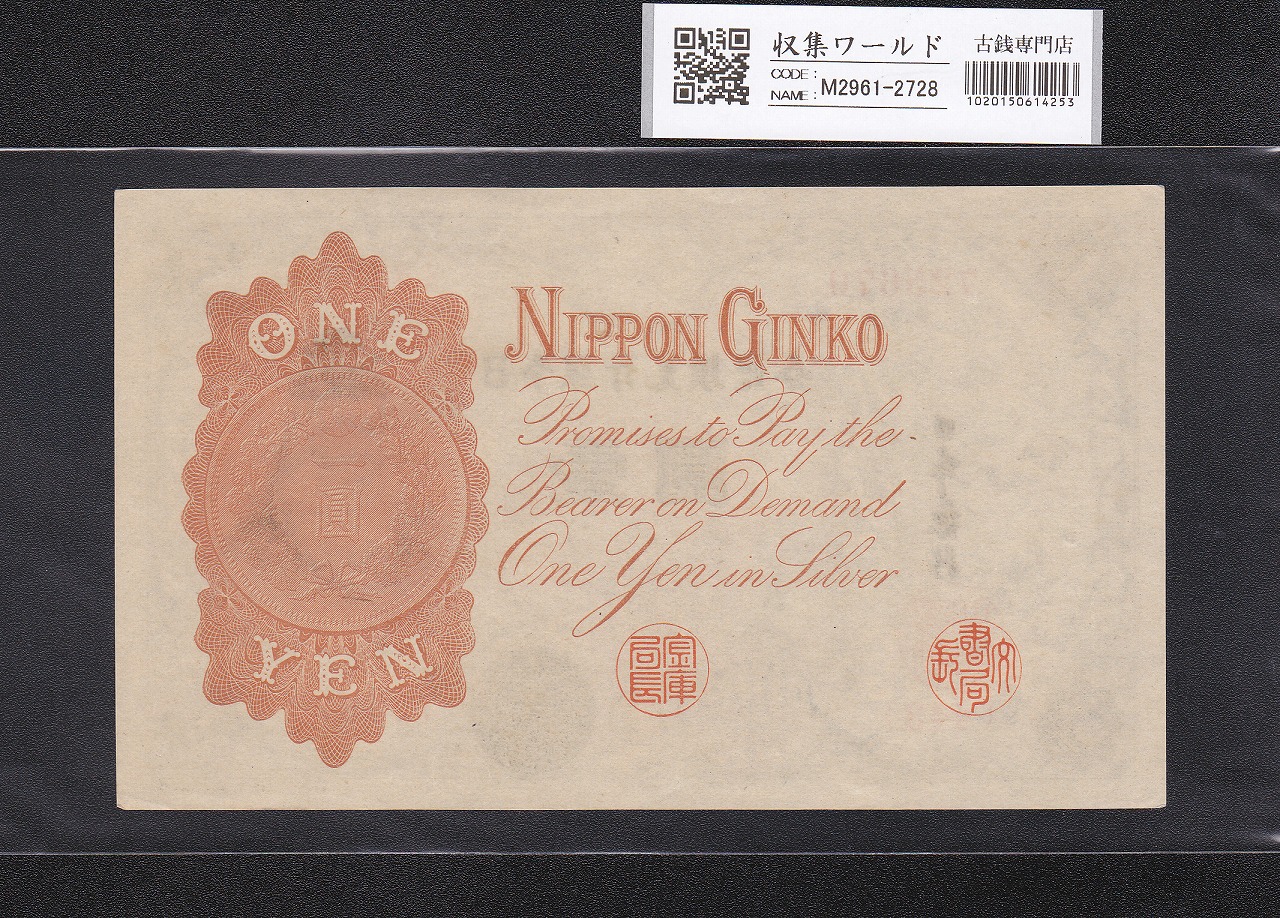 収集ワールド 古銭専門店
CODE:
NAME: M2961-2728
1020150614253
ONE
一
圓
YEN
NIPPON GINKO
Promises to Pay the
Bearer on Demand
One Yen in Silver
金庫局長
文書局長